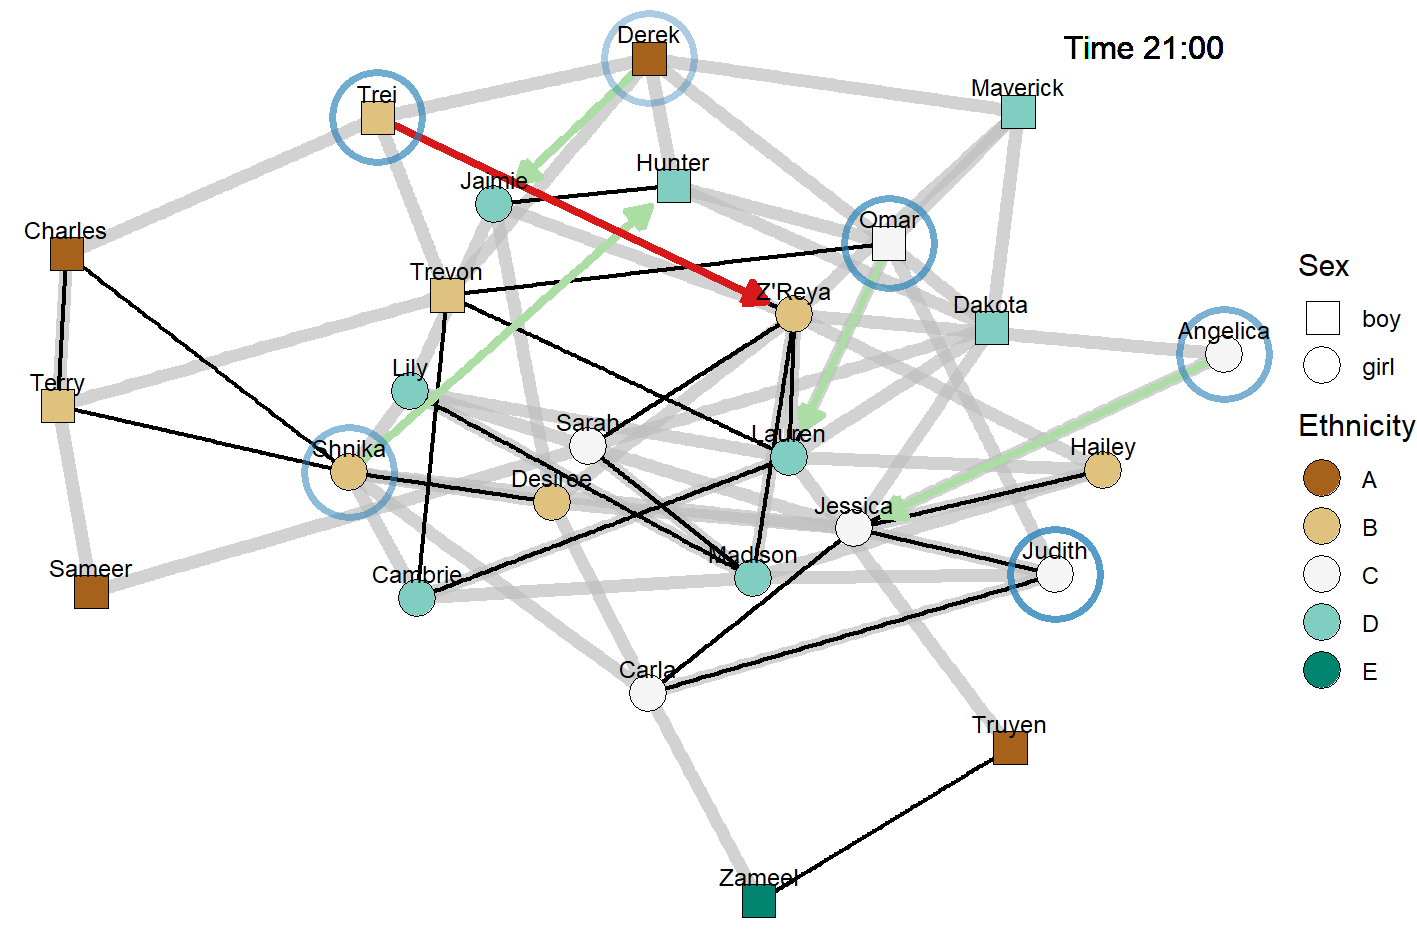 Derek
Time 21:00
Trei
Maverick
Hunter
Jaimie
Omar
Charles
Trevon
Z'Reya
Dakota
Angelica
Lily
Terry
Sarah
Lauren
Shnika
Hailey
Desiree
Jessica
Madison
Judith
Sameer
Cambrie
Carla
Truyen
Zameel
Sex
boy
girl
Ethnicity
A
B
C
D
E